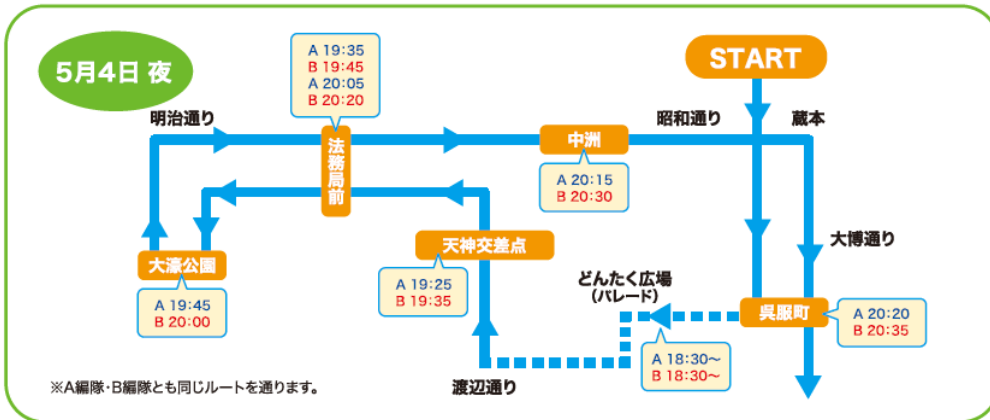 5月4日 夜
A 19:35
B 19:45
A 20:05
B 20:20
START
明治通り
昭和通り
蔵本
法務局前
中洲
A 20:15
B 20:30
大博通り
天神交差点
大濠公園
A 19:25
B 19:35
どんたく広場
(パレード)
A 19:45
B 20:00
呉服町
A 20:20
B 20:35
A 18:30〜
B 18:30〜
渡辺通り
※A編隊・B編隊とも同じルートを通ります。